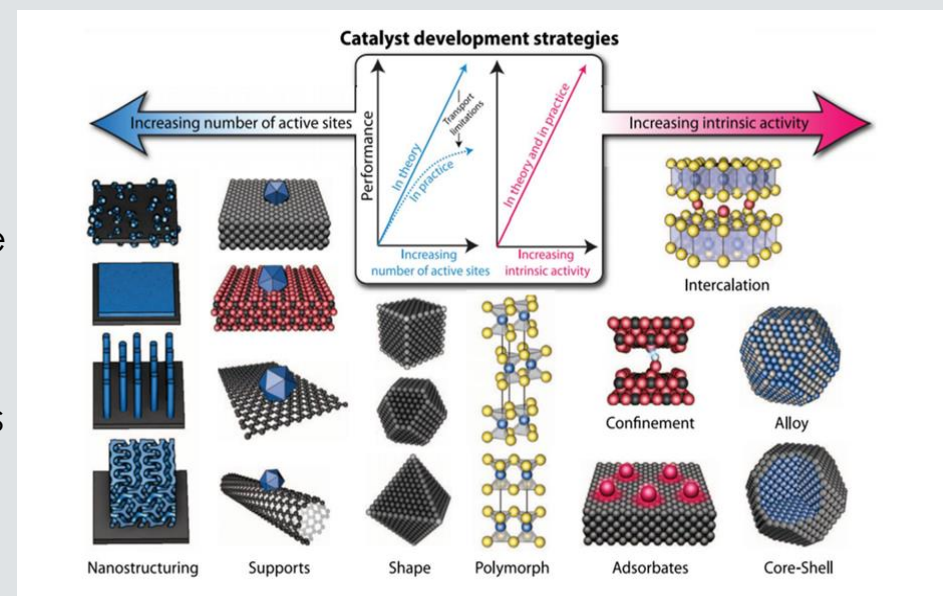 Catalyst development strategies
Increasing number of active sites
Increasing intrinsic activity
Performance
In theory
In practice
Transport
limitations
Increasing
number of active sites
In theory and in practice
Increasing
intrinsic activity
Intercalation
Confinement
Alloy
Nanostructuring
Supports
Shape
Polymorph
Adsorbates
Core-Shell